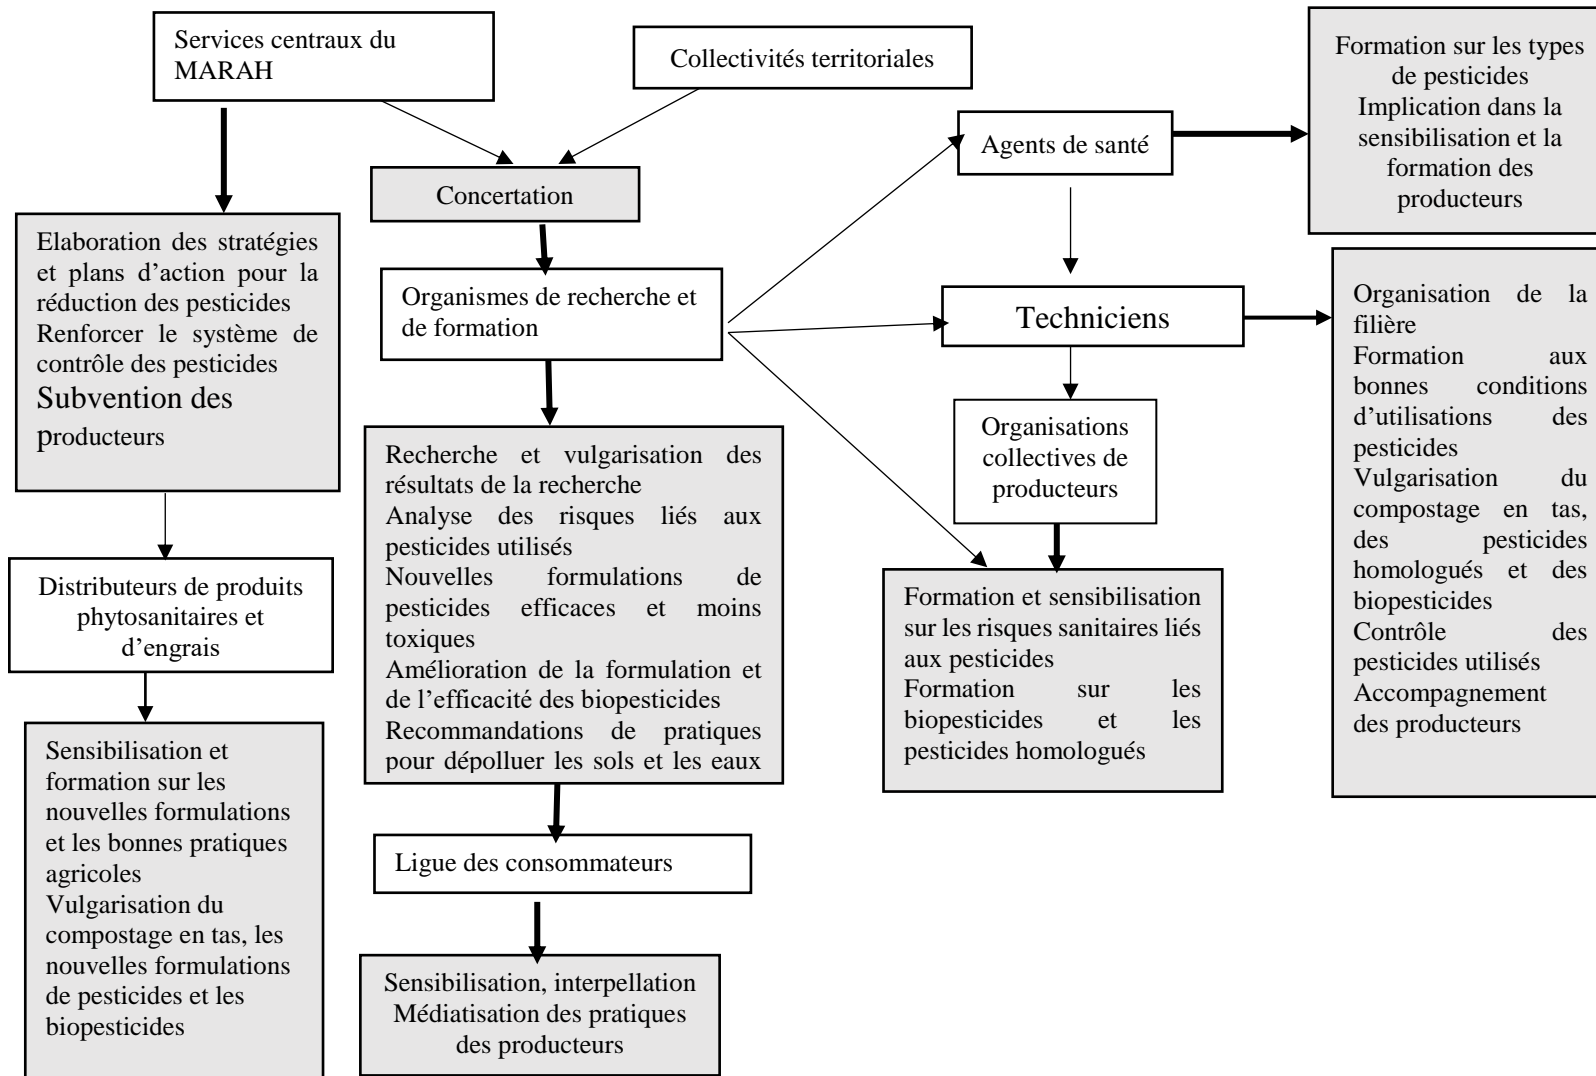 Services centraux du
MARAH
Collectivités territoriales
Formation sur les types
de pesticides
Implication dans la
sensibilisation et la
formation des
producteurs
Agents de santé
Concertation
Elaboration des stratégies
et plans d’action pour la
réduction des pesticides
Renforcer le système de
contrôle des pesticides
Subvention des
producteurs
Organismes de recherche et
de formation
Techniciens
Organisation de la
filière
Formation aux
bonnes conditions
d’utilisations des
pesticides
Vulgarisation du
compostage en tas,
des pesticides
homologués et des
biopesticides
Contrôle des
pesticides utilisés
Accompagnement
des producteurs
Organisations
collectives de
producteurs
Recherche et vulgarisation des
résultats de la recherche
Analyse des risques liés aux
pesticides utilisés
Nouvelles formulations de
pesticides efficaces et moins
toxiques
Amélioration de la formulation et
de l’efficacité des biopesticides
Recommandations de pratiques
pour dépolluer les sols et les eaux
Distributeurs de produits
phytosanitaires et
d’engrais
Formation et sensibilisation
sur les risques sanitaires liés
aux pesticides
Formation sur les
biopesticides et les
pesticides homologués
Sensibilisation et
formation sur les
nouvelles formulations
et les bonnes pratiques
agricoles
Vulgarisation du
compostage en tas, les
nouvelles formulations
de pesticides et les
biopesticides
Ligue des consommateurs
Sensibilisation, interpellation
Médiatisation des pratiques
des producteurs